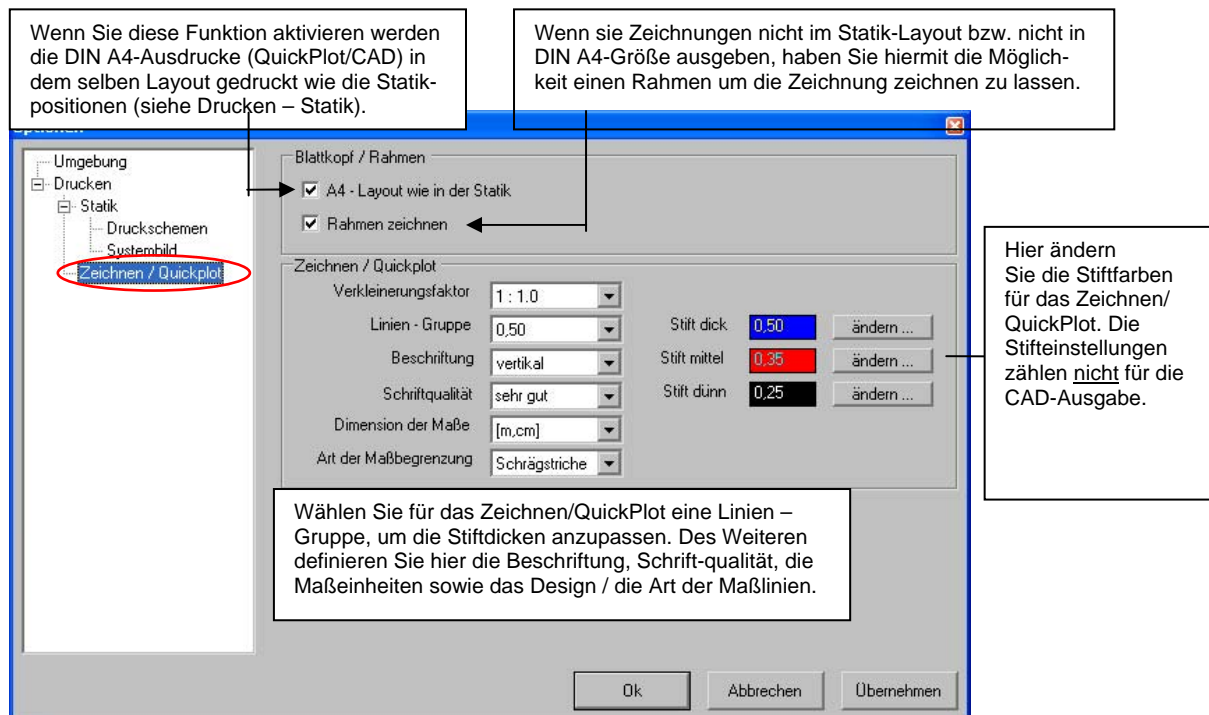 Wenn Sie diese Funktion aktivieren werden
die DIN A4-Ausdrucke (QuickPlot/CAD) in
dem selben Layout gedruckt wie die Statik-
positionen (siehe Drucken – Statik).
Wenn sie Zeichnungen nicht im Statik-Layout bzw. nicht in
DIN A4-Größe ausgeben, haben Sie hiermit die Möglich-
keit einen Rahmen um die Zeichnung zeichnen zu lassen.
Optionen
Umgebung
Drucken
Statik
Druckschemen
Systembild
Zeichnen / Quickplot
Blattkopf / Rahmen
A4 - Layout wie in der Statik
Rahmen zeichnen
Zeichnen / Quickplot
Verkleinerungsfaktor 1 : 1.0
Linien - Gruppe 0,50 Stift dick 0,50 ändern ...
Beschriftung vertikal Stift mittel 0,35 ändern ...
Schriftqualität sehr gut Stift dünn 0,25 ändern ...
Dimension der Maße [m,cm]
Art der Maßbegrenzung Schrägstriche
Hier ändern
Sie die Stiftfarben
für das Zeichnen/
QuickPlot. Die
Stifteinstellungen
zählen nicht für die
CAD-Ausgabe.
Wählen Sie für das Zeichnen/QuickPlot eine Linien –
Gruppe, um die Stiftdicken anzupassen. Des Weiteren
definieren Sie hier die Beschriftung, Schrift-qualität, die
Maßeinheiten sowie das Design / die Art der Maßlinien.
Ok Abbrechen Übernehmen